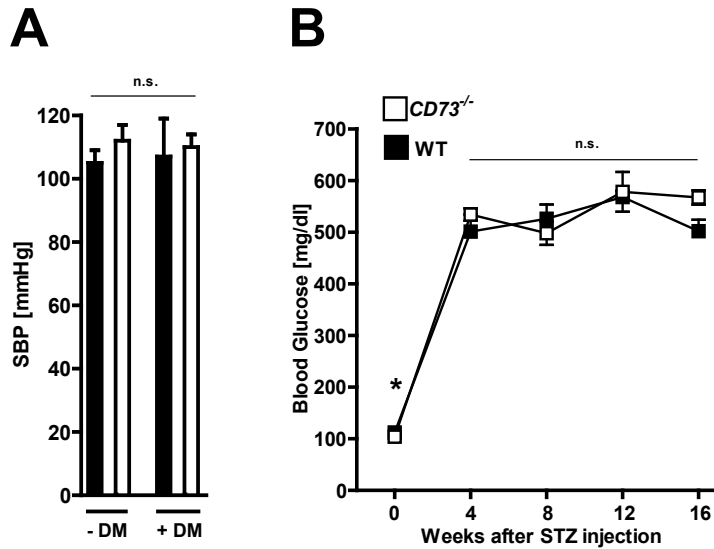 A
n.s.
120
100
80
60
40
20
0
SBP [mmHg]
- DM + DM
B
CD73-/-
WT
n.s.
700
600
500
400
300
200
100
0
*
Blood Glucose [mg/dl]
0 4 8 12 16
Weeks after STZ injection